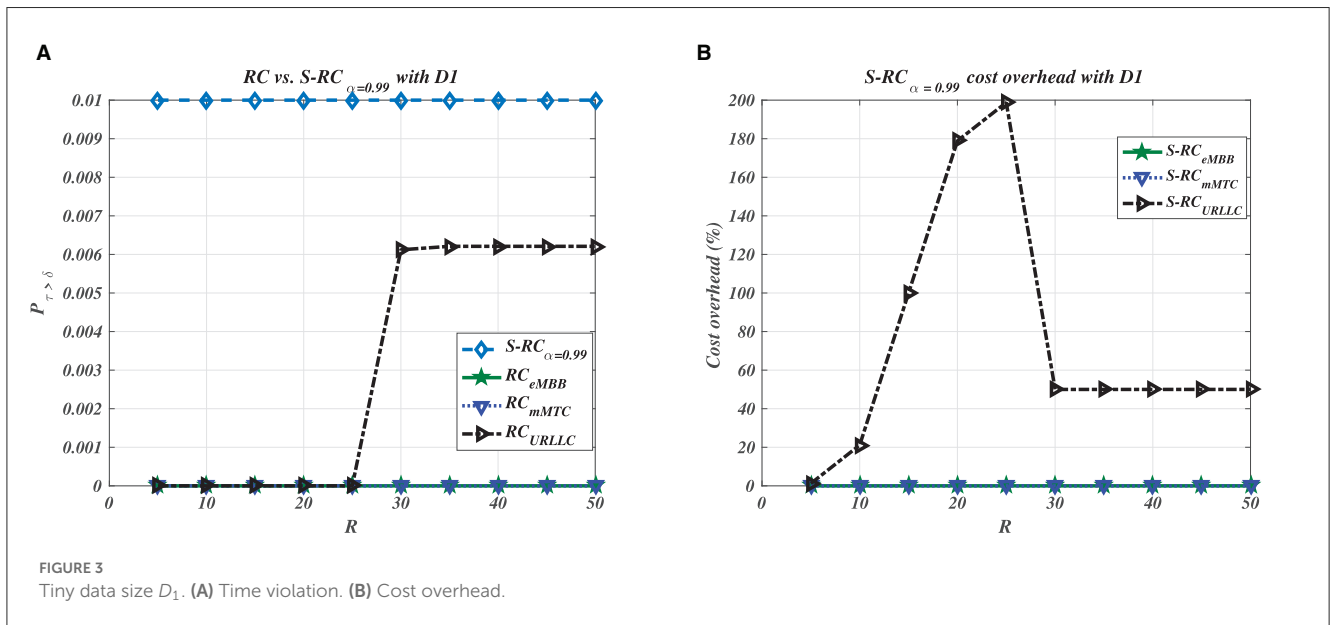 A
RC vs. S-RC α=0.99 with D1
P τ > δ
0.01
0.009
0.008
0.007
0.006
0.005
0.004
0.003
0.002
0.001
0
S-RC α=0.99
RC eMBB
RC mMTC
RC URLLC
0 10 20 30 40 50
R
B
S-RC α = 0.99 cost overhead with D1
Cost overhead (%)
200
180
160
140
120
100
80
60
40
20
0
S-RC eMBB
S-RC mMTC
S-RC URLLC
0 10 20 30 40 50
R
FIGURE 3
Tiny data size D1. (A) Time violation. (B) Cost overhead.